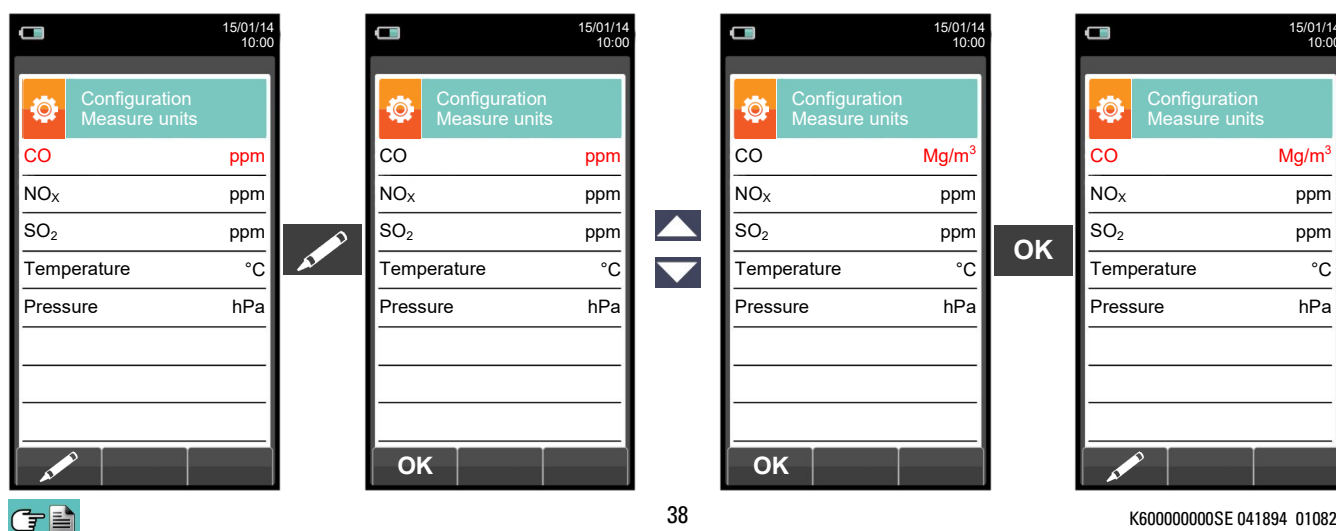 15/01/14
10:00
Configuration
Measure units
CO ppm
NOX ppm
SO2 ppm
Temperature °C
Pressure hPa
15/01/14
10:00
Configuration
Measure units
CO ppm
NOX ppm
SO2 ppm
Temperature °C
Pressure hPa
OK
15/01/14
10:00
Configuration
Measure units
CO Mg/m³
NOX ppm
SO2 ppm
Temperature °C
Pressure hPa
OK
OK
15/01/14
10:00
Configuration
Measure units
CO Mg/m³
NOX ppm
SO2 ppm
Temperature °C
Pressure hPa
38
K600000000SE 041894 01082